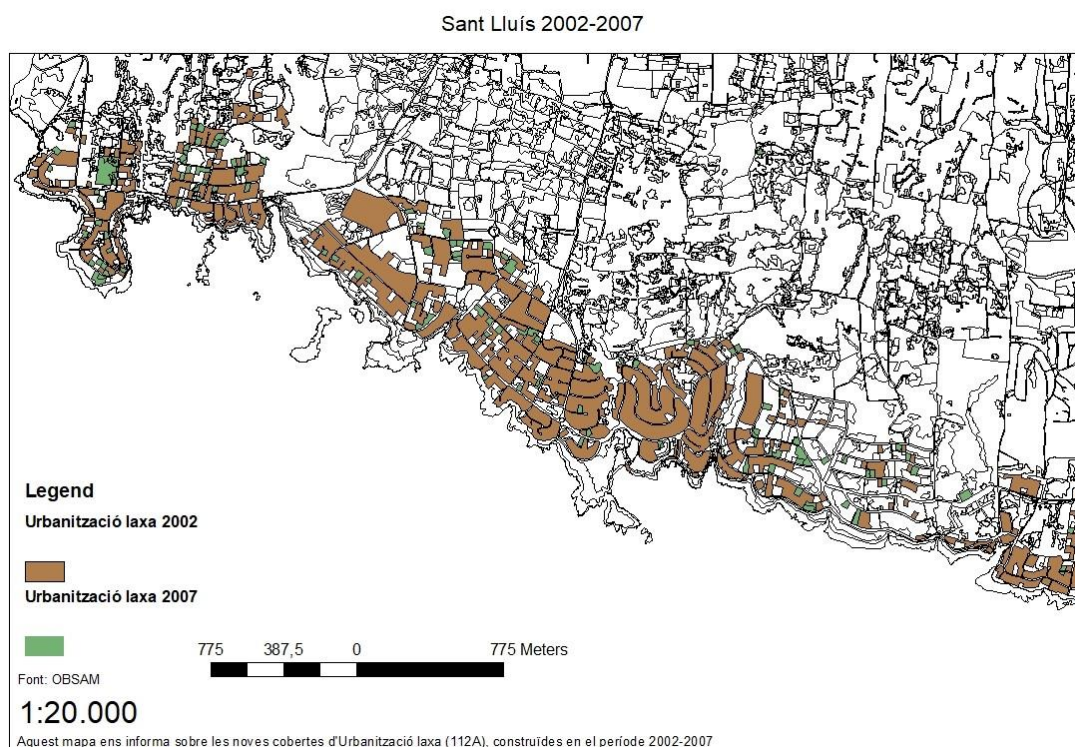 Sant Lluís 2002-2007
Legend
Urbanització laxa 2002
Urbanització laxa 2007
775 387,5 0 775 Meters
Font: OBSAM
1:20.000
Aquest mapa ens informa sobre les noves cobertes d'Urbanització laxa (112A), construïdes en el període 2002-2007